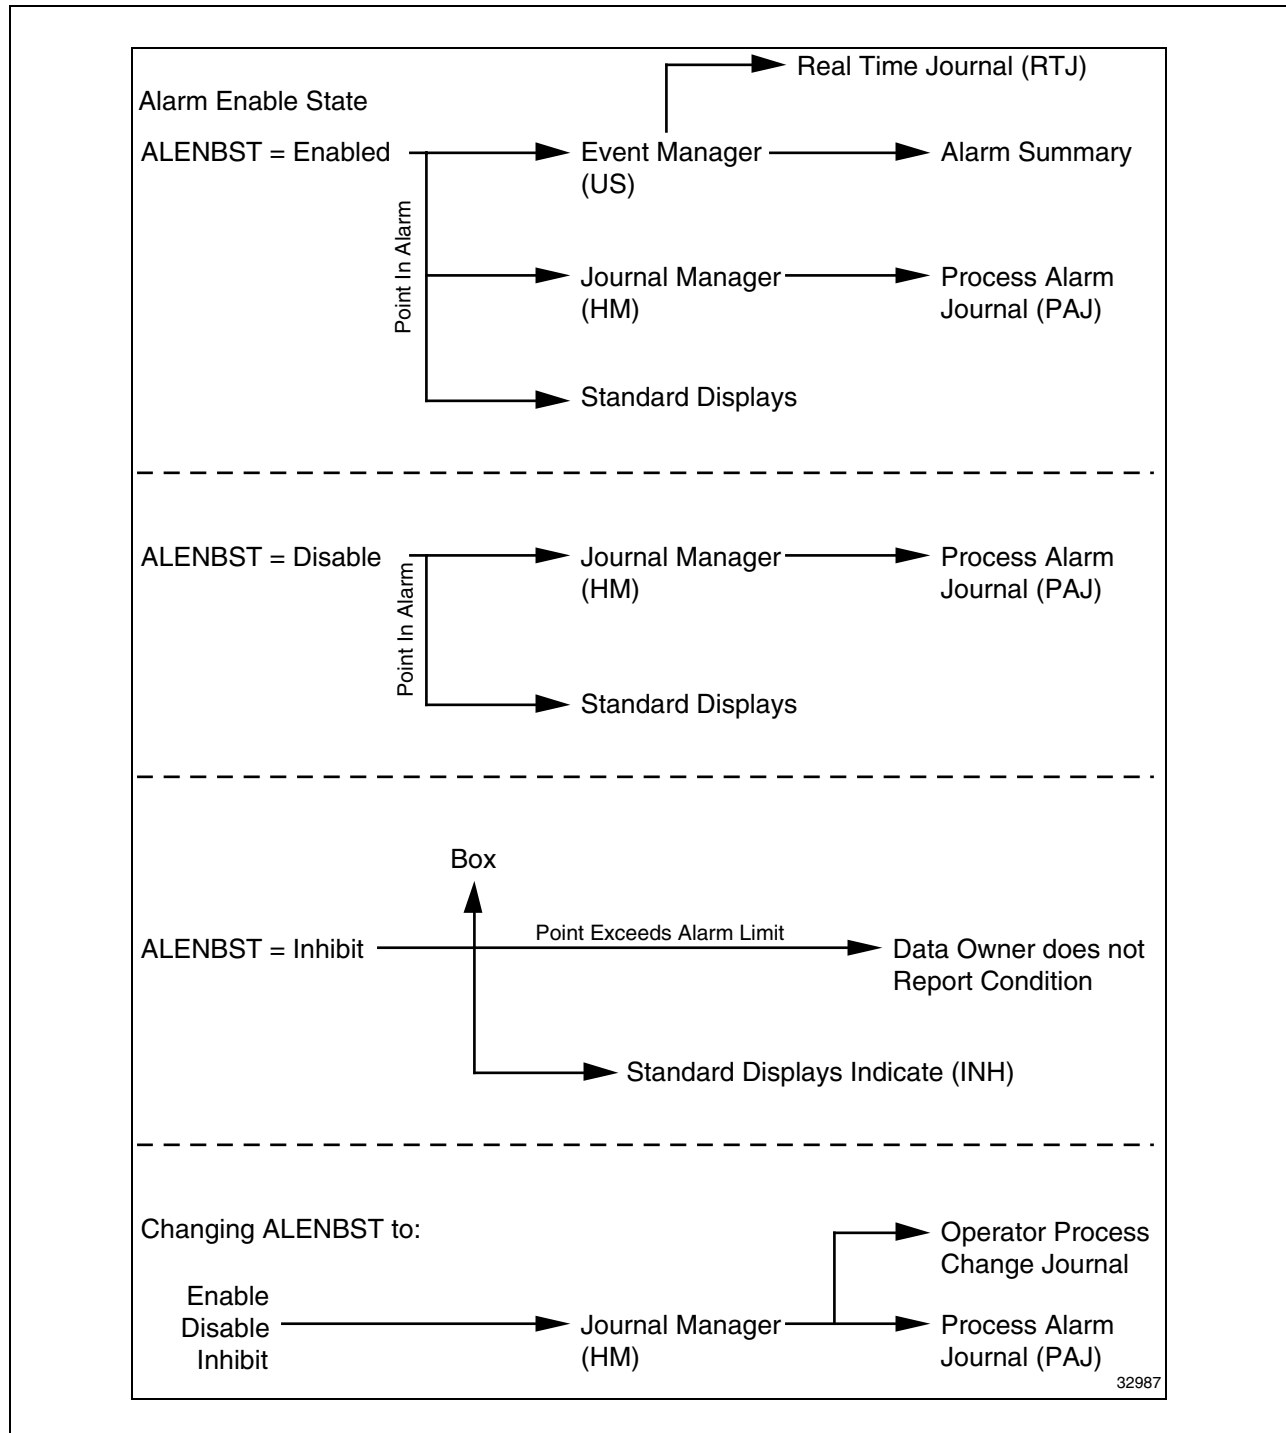 Real Time Journal (RTJ)
Alarm Enable State
ALENBST = Enabled
Event Manager
(US)
Alarm Summary
Point In Alarm
Journal Manager
(HM)
Process Alarm
Journal (PAJ)
Standard Displays
ALENBST = Disable
Journal Manager
(HM)
Process Alarm
Journal (PAJ)
Point In Alarm
Standard Displays
Box
ALENBST = Inhibit
Point Exceeds Alarm Limit
Data Owner does not
Report Condition
Standard Displays Indicate (INH)
Changing ALENBST to:
Operator Process
Change Journal
Enable
Disable
Inhibit
Journal Manager
(HM)
Process Alarm
Journal (PAJ)
32987